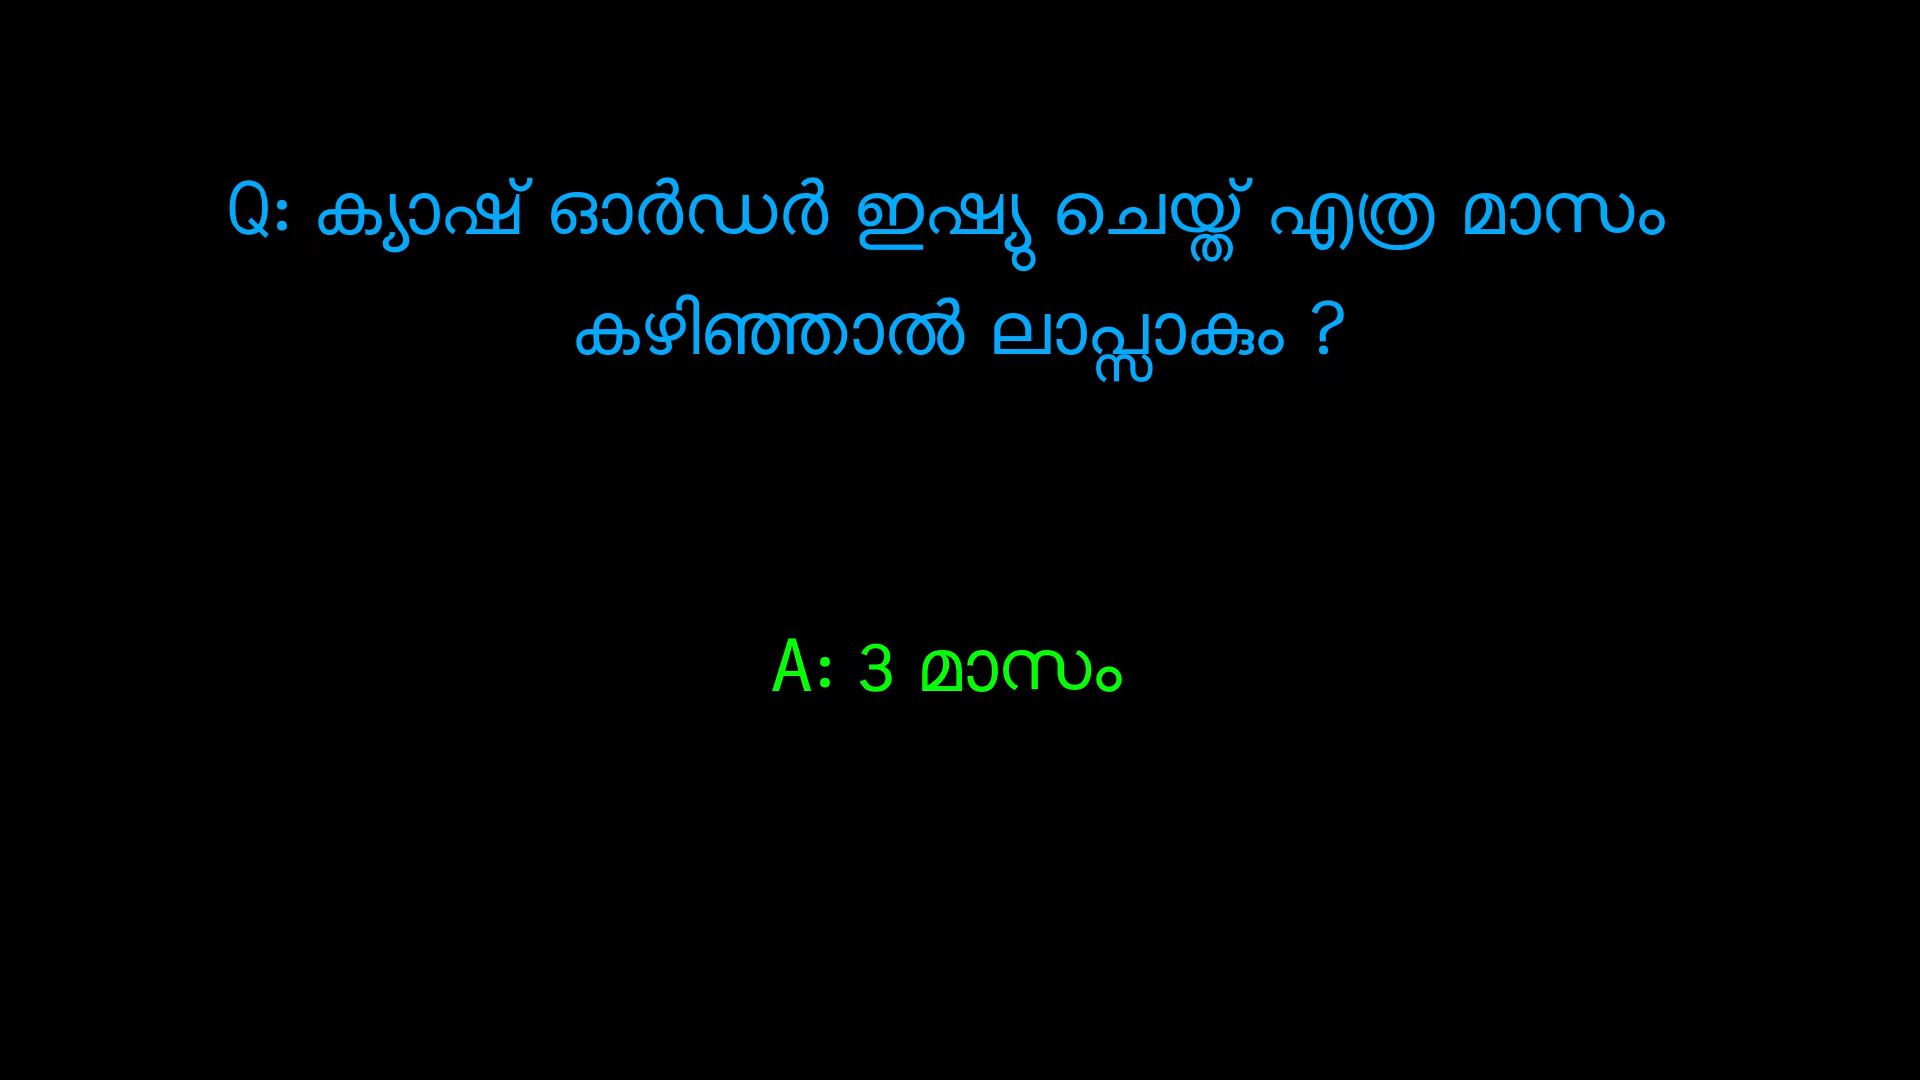 Q: ക്യാഷ് ഓർഡർ ഇഷ്യു ചെയ്ത് എത്ര മാസം
കഴിഞ്ഞാൽ ലാപ്സാകും ?
A: 3 മാസം